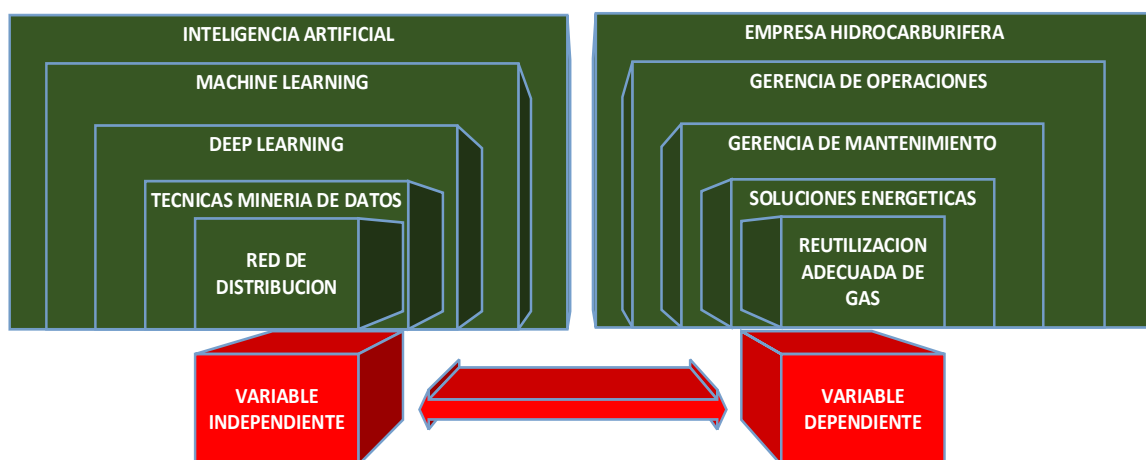 INTELIGENCIA ARTIFICIAL
MACHINE LEARNING
DEEP LEARNING
TECNICAS MINERIA DE DATOS
RED DE
DISTRIBUCION
VARIABLE
INDEPENDIENTE
EMPRESA HIDROCARBURIFERA
GERENCIA DE OPERACIONES
GERENCIA DE MANTENIMIENTO
SOLUCIONES ENERGETICAS
REUTILIZACION
ADECUADA DE
GAS
VARIABLE
DEPENDIENTE